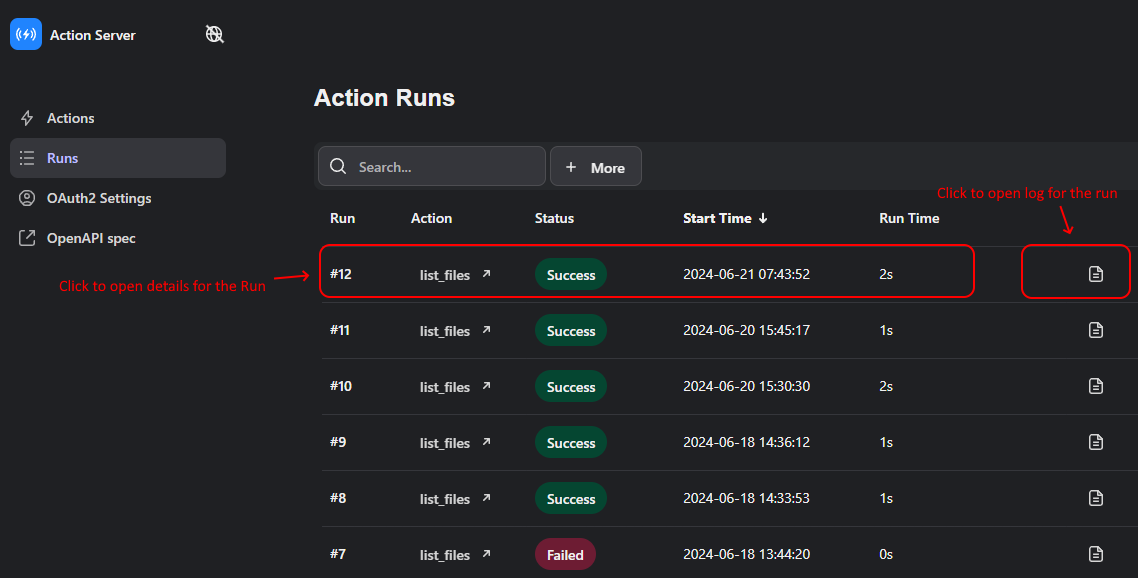 Action Server
Actions
Runs
OAuth2 Settings
OpenAPI spec
Action Runs
Search...
+ More
Click to open log for the run
Run Action Status Start Time ↓ Run Time
Click to open details for the Run
#12 list_files Success 2024-06-21 07:43:52 2s
#11 list_files Success 2024-06-20 15:45:17 1s
#10 list_files Success 2024-06-20 15:30:30 2s
#9 list_files Success 2024-06-18 14:36:12 1s
#8 list_files Success 2024-06-18 14:33:53 1s
#7 list_files Failed 2024-06-18 13:44:20 0s